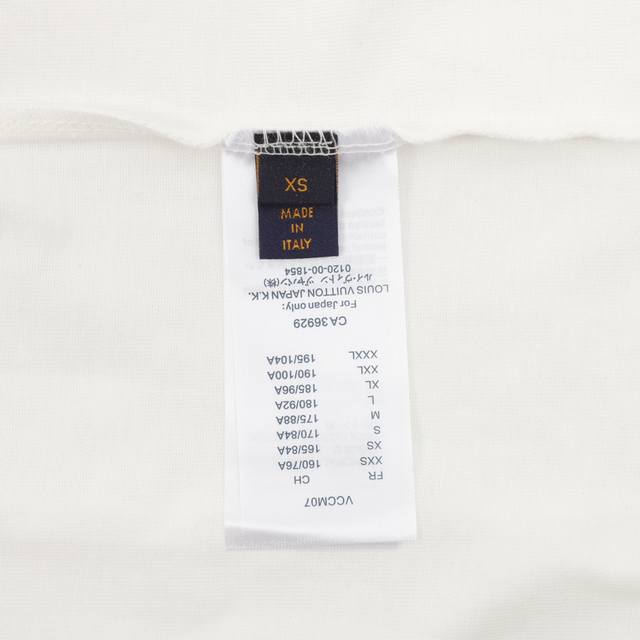 XS
MADE
IN
ITALY
VCCM07
FR CH
XXS 160/76A
XS 165/84A
S 170/84A
M 175/88A
L 180/92A
XL 185/96A
XXL 190/100A
XXXL 195/104A
CA36929
For Japan only:
LOUIS VUITTON JAPAN K.K.
ルイ・ヴィトン ジャパン(株)
0120-00-1854